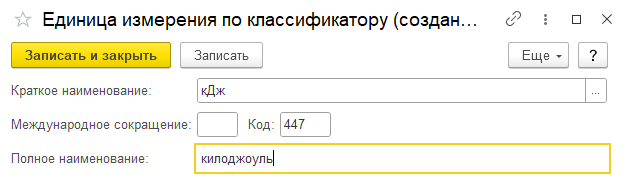 Единица измерения по классификатору (создан...
Записать и закрыть Записать Еще ?
Краткое наименование: кДж ...
Международное сокращение: Код: 447
Полное наименование: килоджоуль